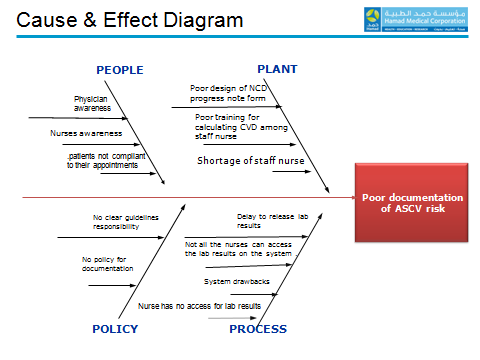 Cause & Effect Diagram
مؤسسة حمد الطبية
Hamad Medical Corporation
PEOPLE
PLANT
Physician
awareness
Nurses awareness
.patients not compliant
to their appointments
Poor design of NCD
progress note form
Poor training for
calculating CVD among
staff nurse
Shortage of staff nurse
Poor documentation
of ASCV risk
No clear guidelines
responsibility
No policy for
documentation
Delay to release lab
results
Not all the nurses can access
the lab results on the system .
System drawbacks
Nurse has no access for lab results
POLICY
PROCESS